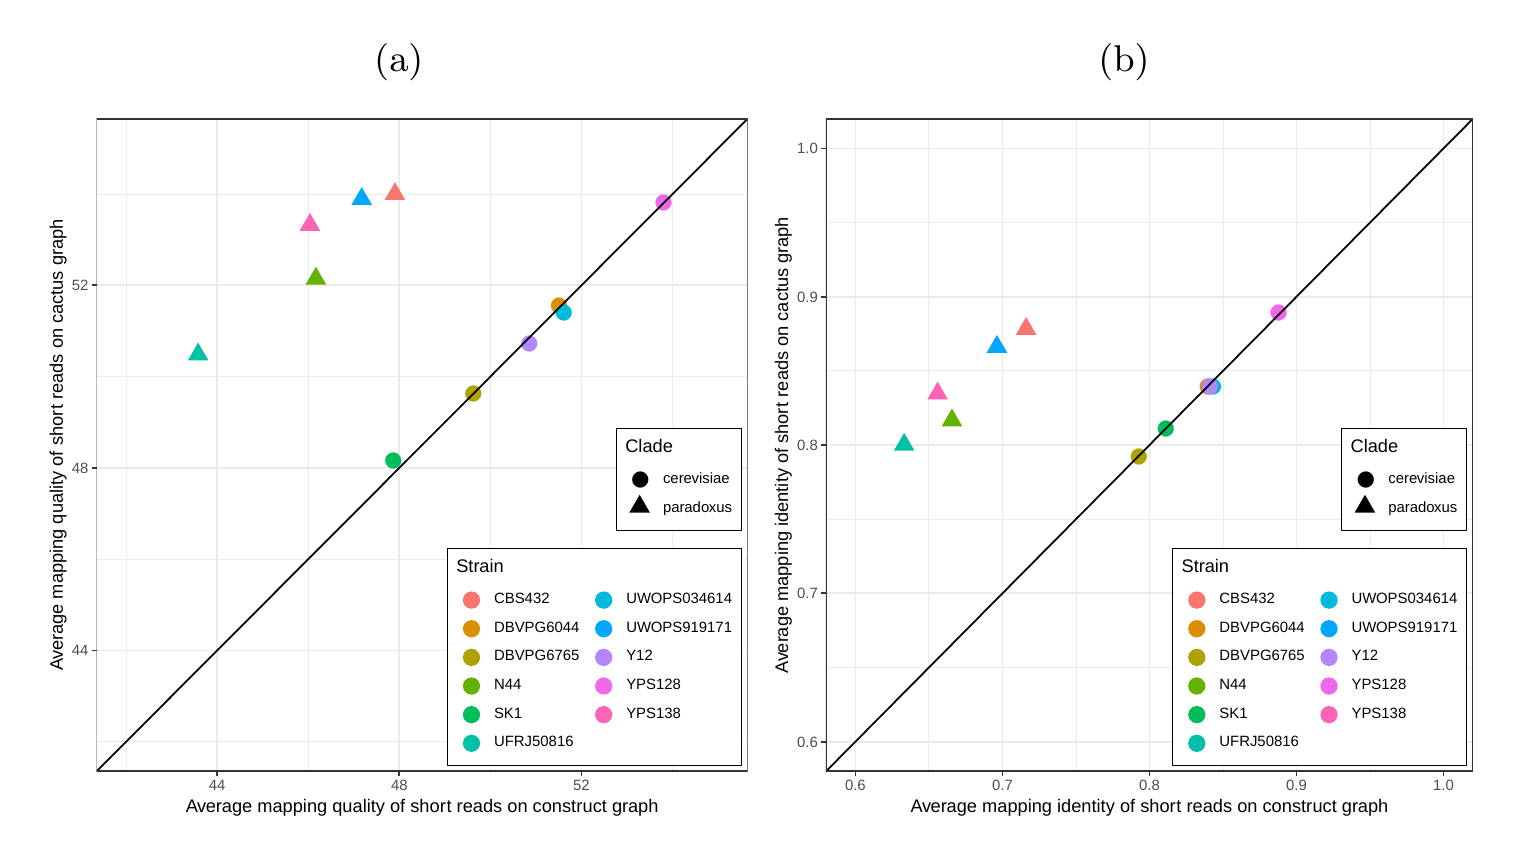 (a)
Average mapping quality of short reads on cactus graph
52
48
44
44
48
52
Average mapping quality of short reads on construct graph
Clade
cerevisiae
paradoxus
Strain
CBS432
DBVPG6044
DBVPG6765
N44
SK1
UFRJ50816
UWOPS034614
UWOPS919171
Y12
YPS128
YPS138
(b)
Average mapping identity of short reads on cactus graph
1.0
0.9
0.8
0.7
0.6
0.6
0.7
0.8
0.9
1.0
Average mapping identity of short reads on construct graph
Clade
cerevisiae
paradoxus
Strain
CBS432
DBVPG6044
DBVPG6765
N44
SK1
UFRJ50816
UWOPS034614
UWOPS919171
Y12
YPS128
YPS138